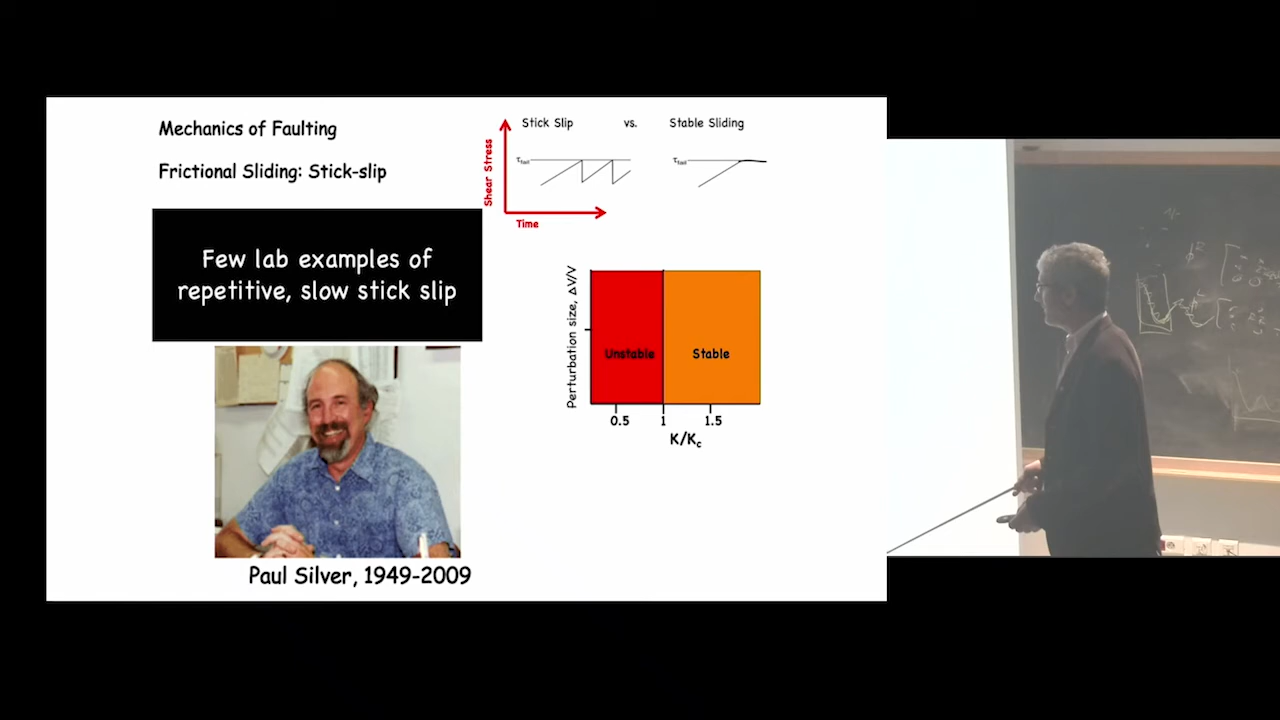 Mechanics of Faulting
Frictional Sliding: Stick-slip
Few lab examples of
repetitive, slow stick slip
Paul Silver, 1949-2009
Stick Slip vs. Stable Sliding
Shear Stress
τfail
τfail
Time
Perturbation size, ΔV/V
Unstable
Stable
0.5 1 1.5
K/Kc